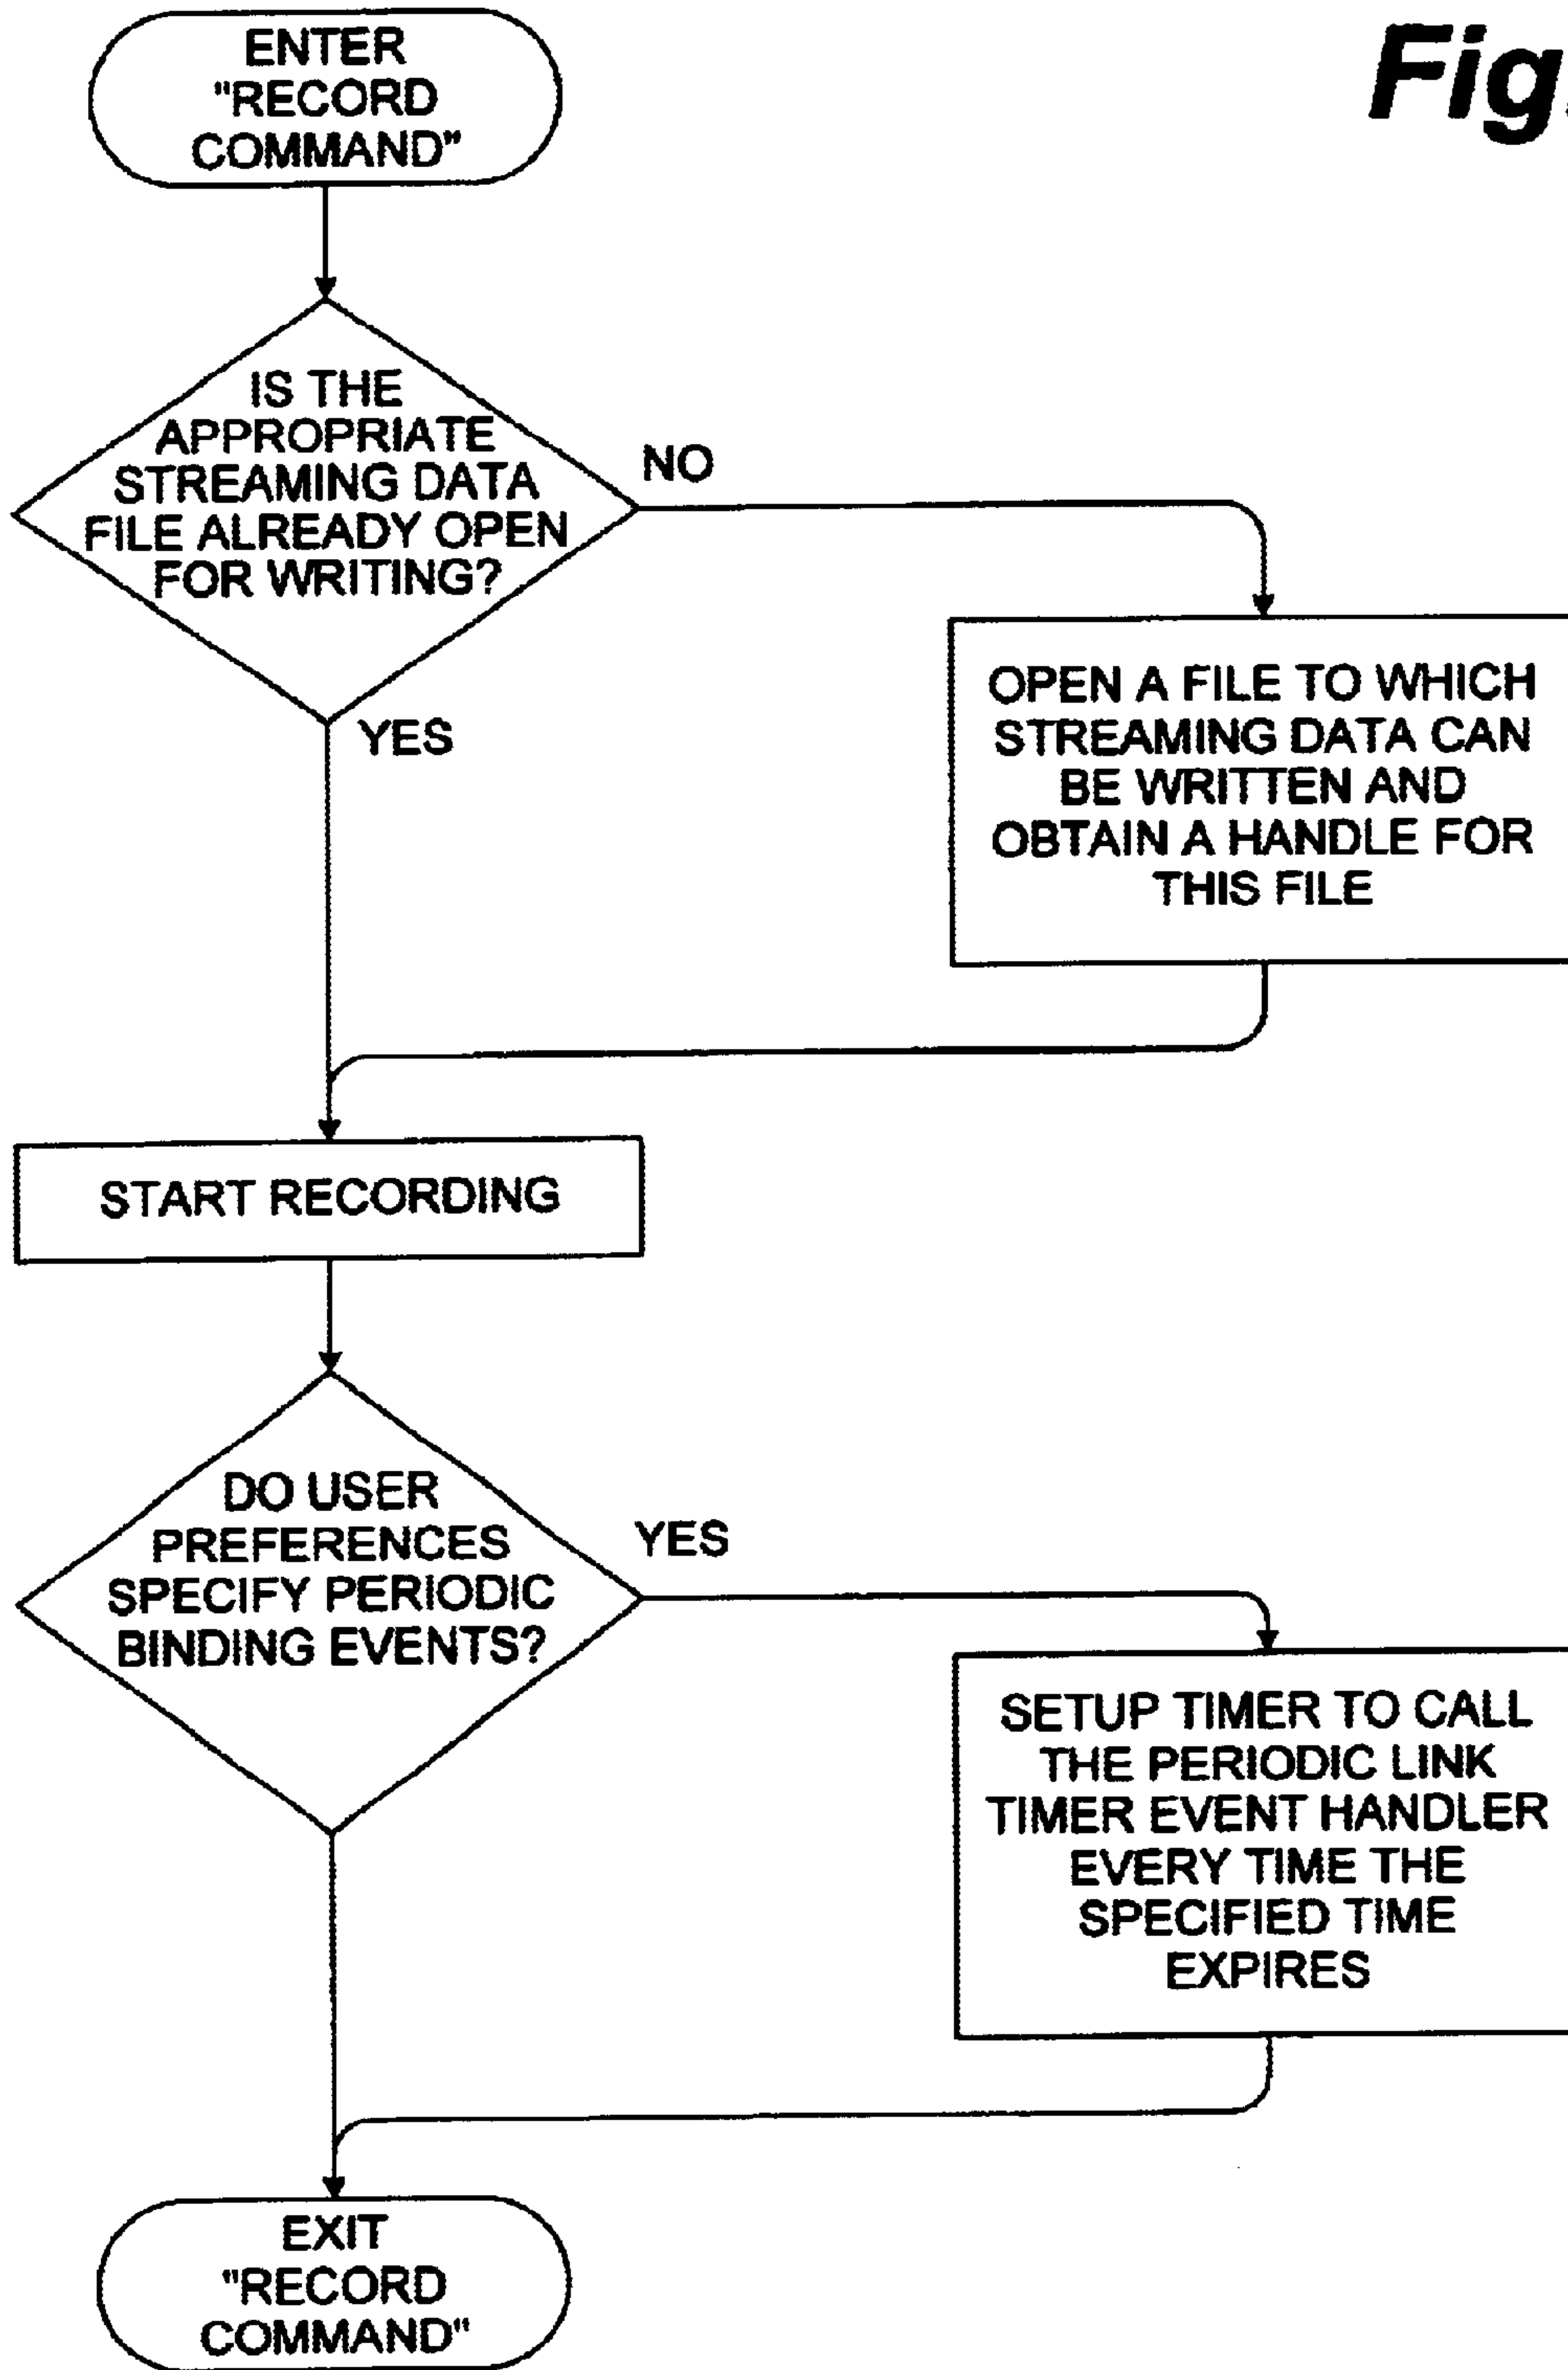 Fig.
ENTER
"RECORD
COMMAND"
IS THE
APPROPRIATE
STREAMING DATA
FILE ALREADY OPEN
FOR WRITING?
NO
YES
OPEN A FILE TO WHICH
STREAMING DATA CAN
BE WRITTEN AND
OBTAIN A HANDLE FOR
THIS FILE
START RECORDING
DO USER
PREFERENCES
SPECIFY PERIODIC
BINDING EVENTS?
YES
SETUP TIMER TO CALL
THE PERIODIC LINK
TIMER EVENT HANDLER
EVERY TIME THE
SPECIFIED TIME
EXPIRES
EXIT
"RECORD
COMMAND"